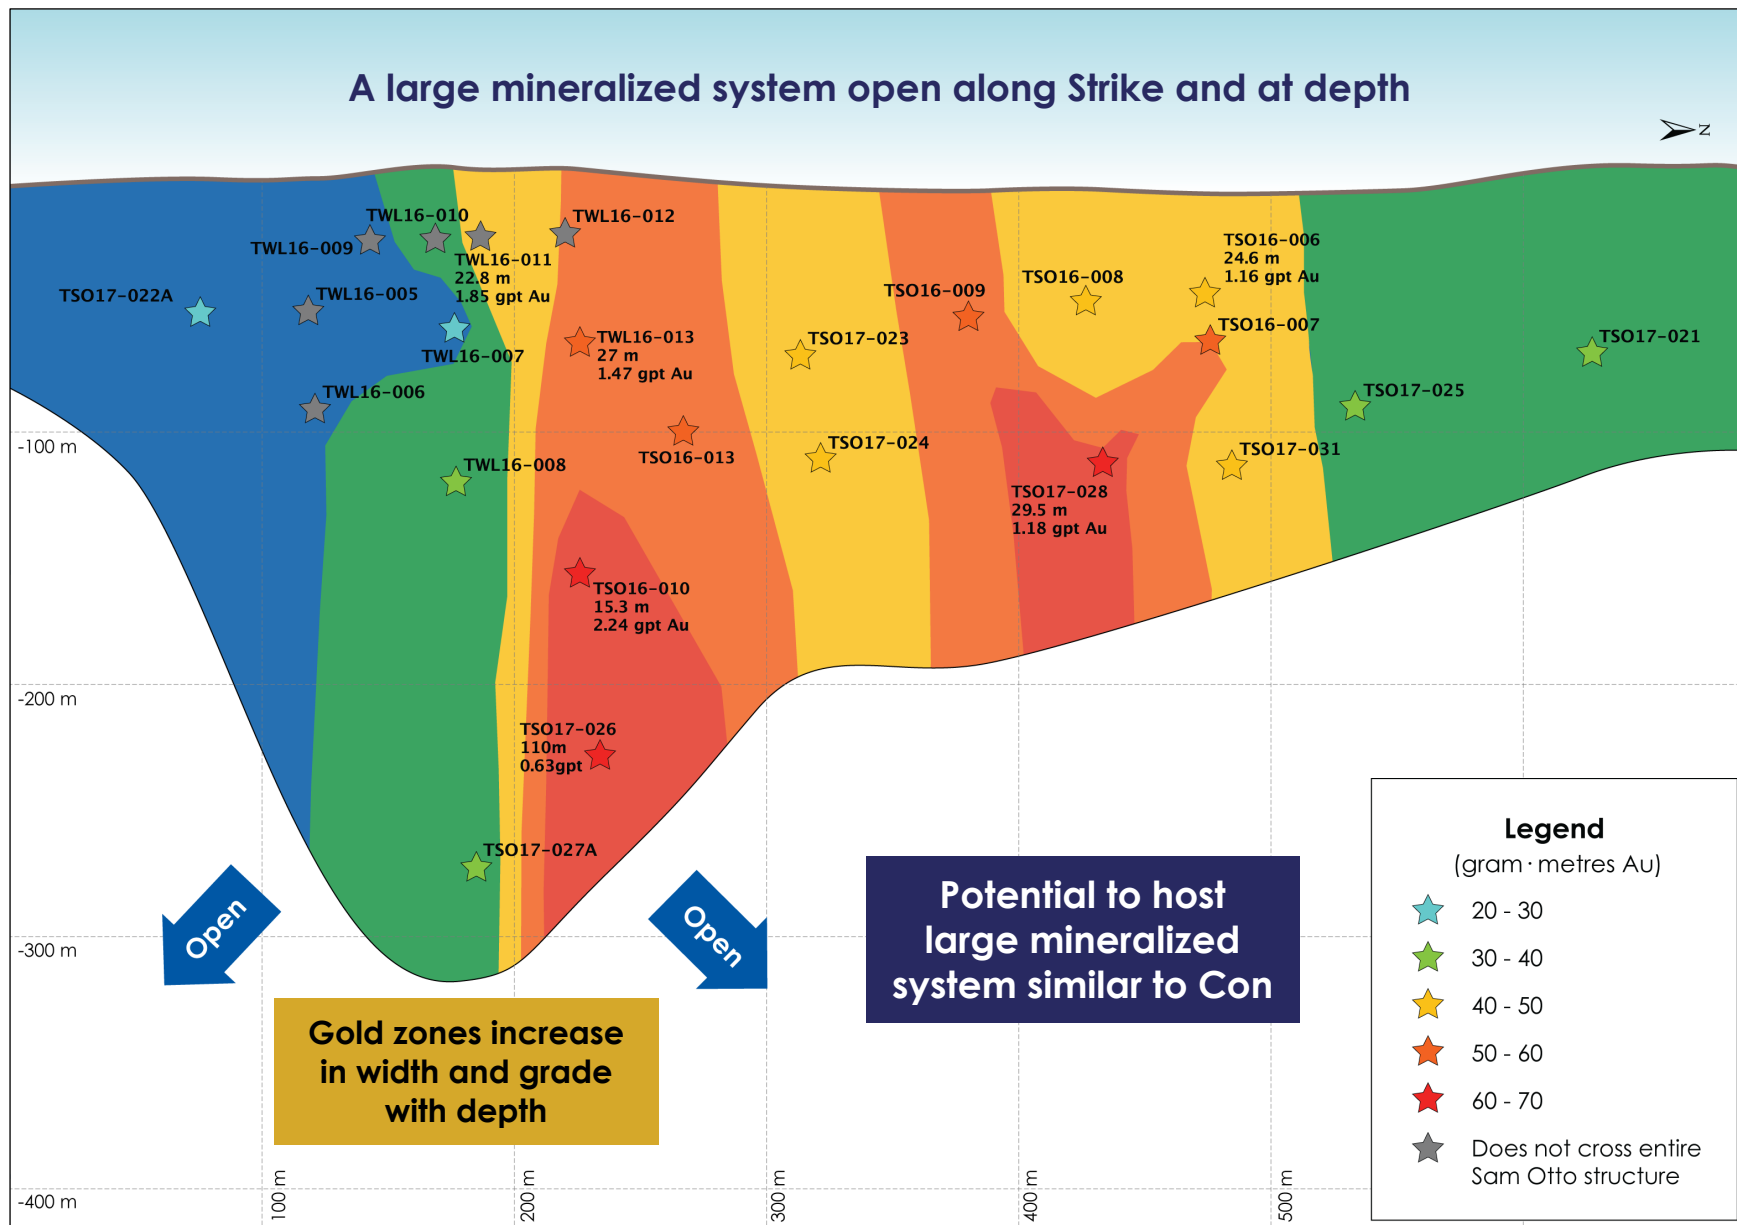 A large mineralized system open along Strike and at depth
N
TWL16-010
TWL16-009
TWL16-012
TWL16-011
22.8 m
1.85 gpt Au
TSO17-022A
TWL16-005
TWL16-007
TWL16-006
TWL16-013
27 m
1.47 gpt Au
TSO17-023
TSO16-009
TSO16-008
TSO16-006
24.6 m
1.16 gpt Au
TSO16-007
TSO17-021
TSO17-025
-100 m
TWL16-008
TSO16-013
TSO17-024
TSO17-031
TSO17-028
29.5 m
1.18 gpt Au
TSO16-010
15.3 m
2.24 gpt Au
-200 m
TSO17-026
110m
0.63gpt
TSO17-027A
Open
Open
-300 m
Potential to host
large mineralized
system similar to Con
Gold zones increase
in width and grade
with depth
Legend
(gram · metres Au)
20 - 30
30 - 40
40 - 50
50 - 60
60 - 70
Does not cross entire
Sam Otto structure
-400 m
100 m
200 m
300 m
400 m
500 m